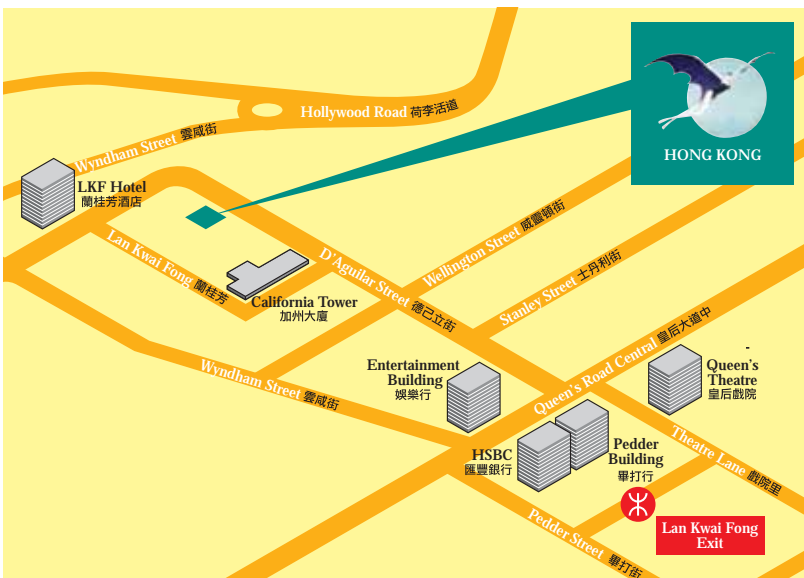 Hollywood Road 荷李活道
HONG KONG
Wyndham Street 雲咸街
LKF Hotel
蘭桂芳酒店
Lan Kwai Fong 蘭桂芳
D'Aguilar Street 德己立街
Wellington Street 威靈頓街
Stanley Street 士丹利街
California Tower
加州大廈
Wyndham Street 雲咸街
Entertainment
Building
娛樂行
Queen's Road Central 皇后大道中
Queen's
Theatre
皇后戲院
HSBC
匯豐銀行
Pedder
Building
畢打行
Theatre Lane 戲院里
Pedder Street 畢打街
Lan Kwai Fong
Exit